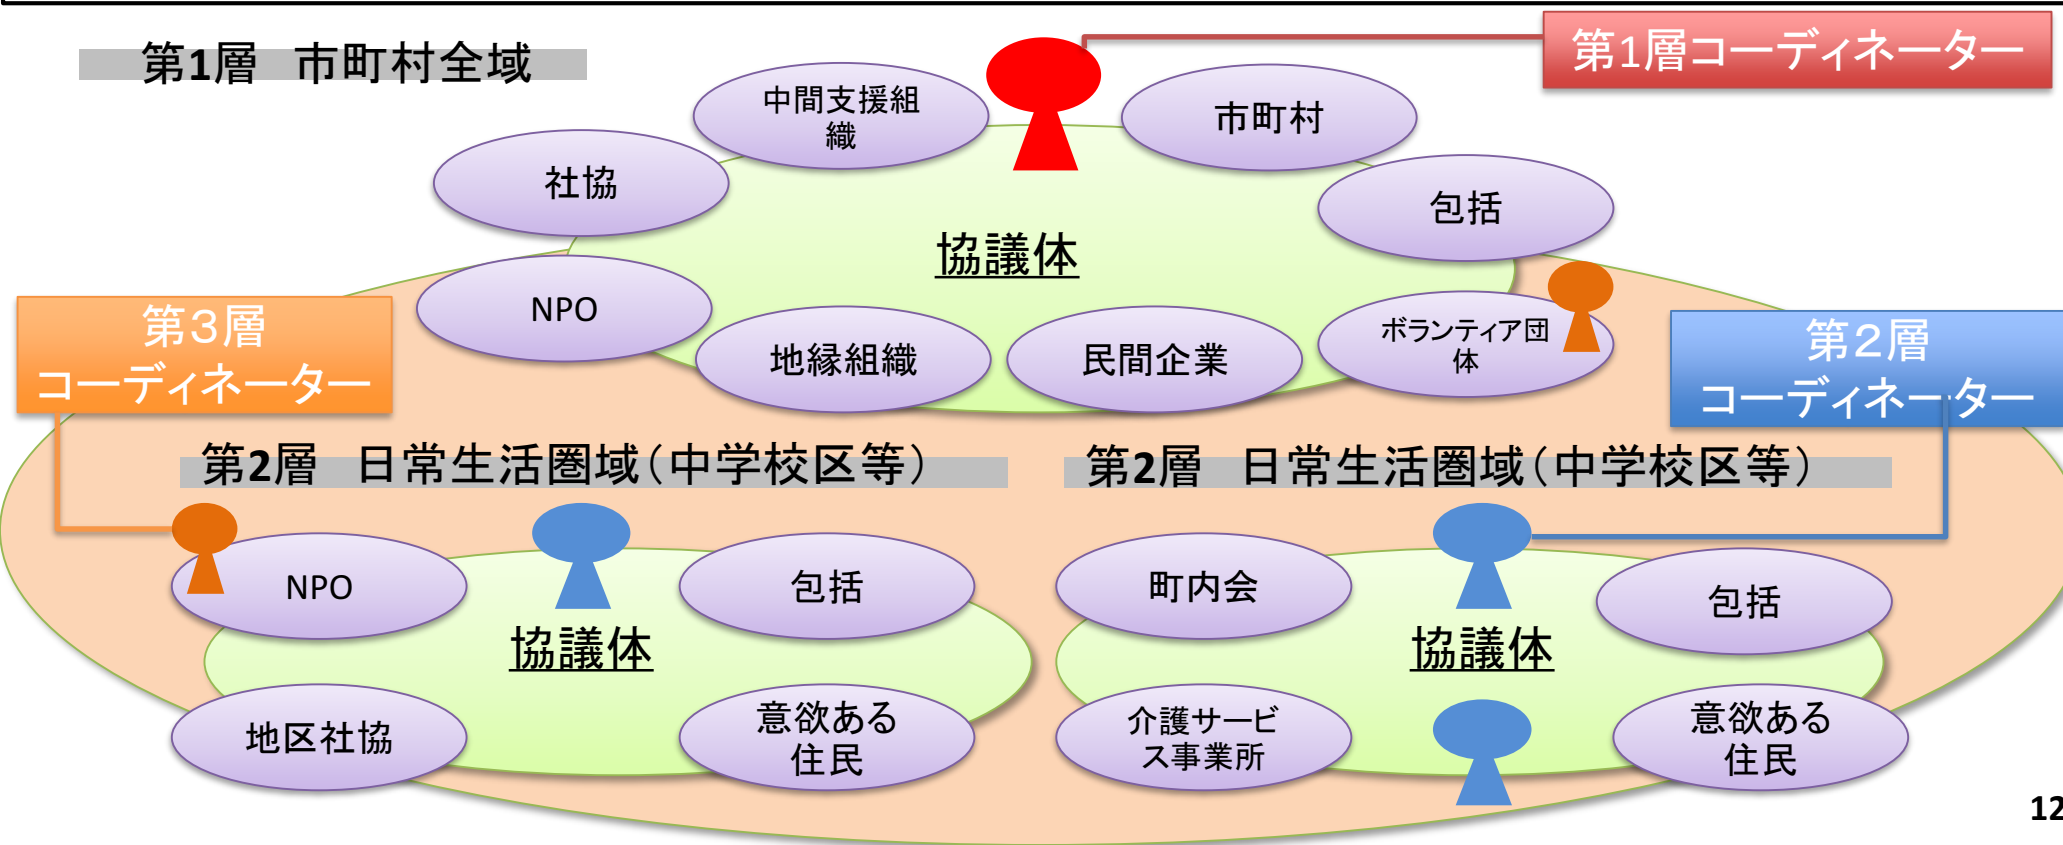 第1層　市町村全域
第1層コーディネーター
中間支援組
織
市町村
社協
包括
協議体
NPO
地縁組織
民間企業
ボランティア団
体
第３層
コーディネーター
第２層
コーディネーター
第2層　日常生活圏域（中学校区等）
第2層　日常生活圏域（中学校区等）
NPO
包括
協議体
地区社協
意欲ある
住民
町内会
包括
協議体
介護サービ
ス事業所
意欲ある
住民
12